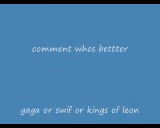 comment whos bettter
gaga or swif or kings of leon